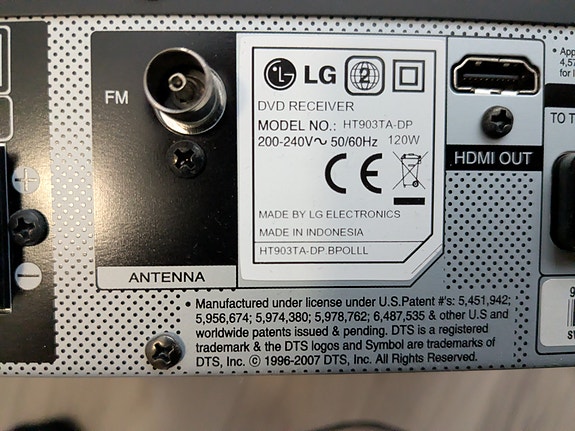 FM
ANTENNA
LG 2
DVD RECEIVER
MODEL NO.: HT903TA-DP
200-240V~ 50/60Hz 120W
CE
MADE BY LG ELECTRONICS
MADE IN INDONESIA
HT903TA-DP BPOLLL
HDMI OUT
TO T
• Manufactured under license under U.S.Patent #'s: 5,451,942;
5,956,674; 5,974,380; 5,978,762; 6,487,535 & other U.S and
worldwide patents issued & pending. DTS is a registered
trademark & the DTS logos and Symbol are trademarks of
DTS, Inc. © 1996-2007 DTS, Inc. All Rights Reserved.